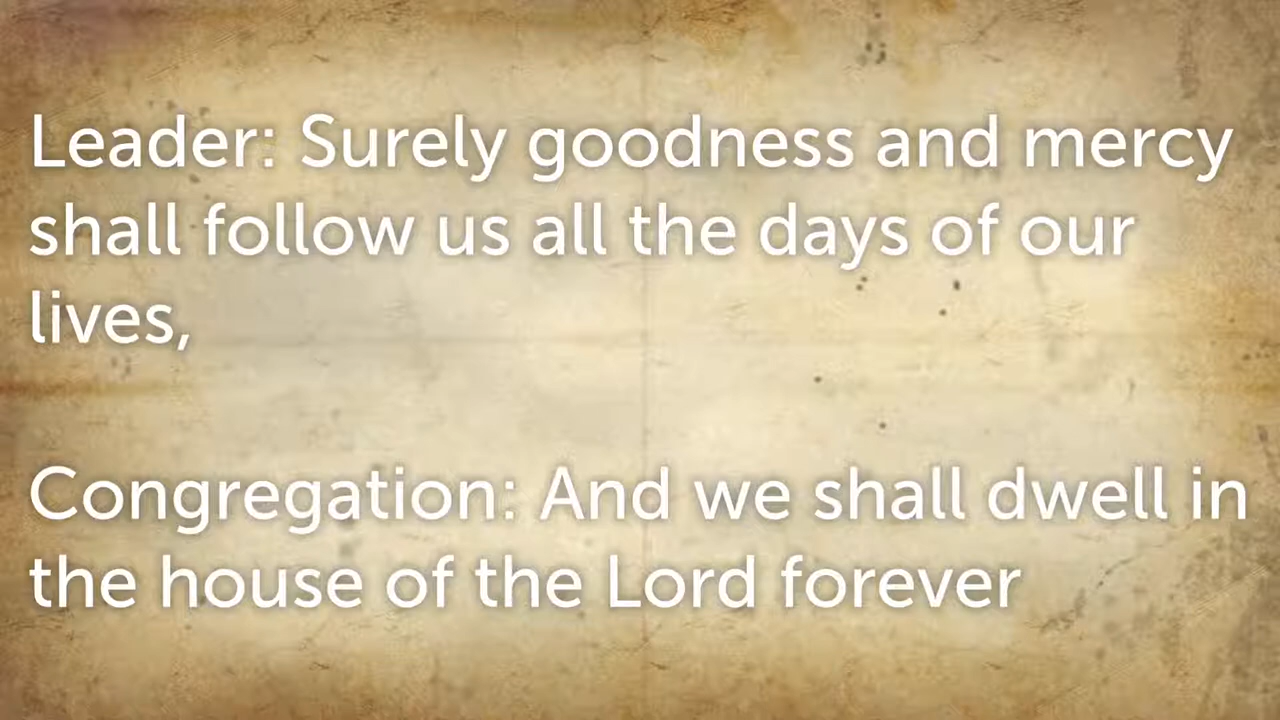 Leader: Surely goodness and mercy
shall follow us all the days of our
lives,
Congregation: And we shall dwell in
the house of the Lord forever